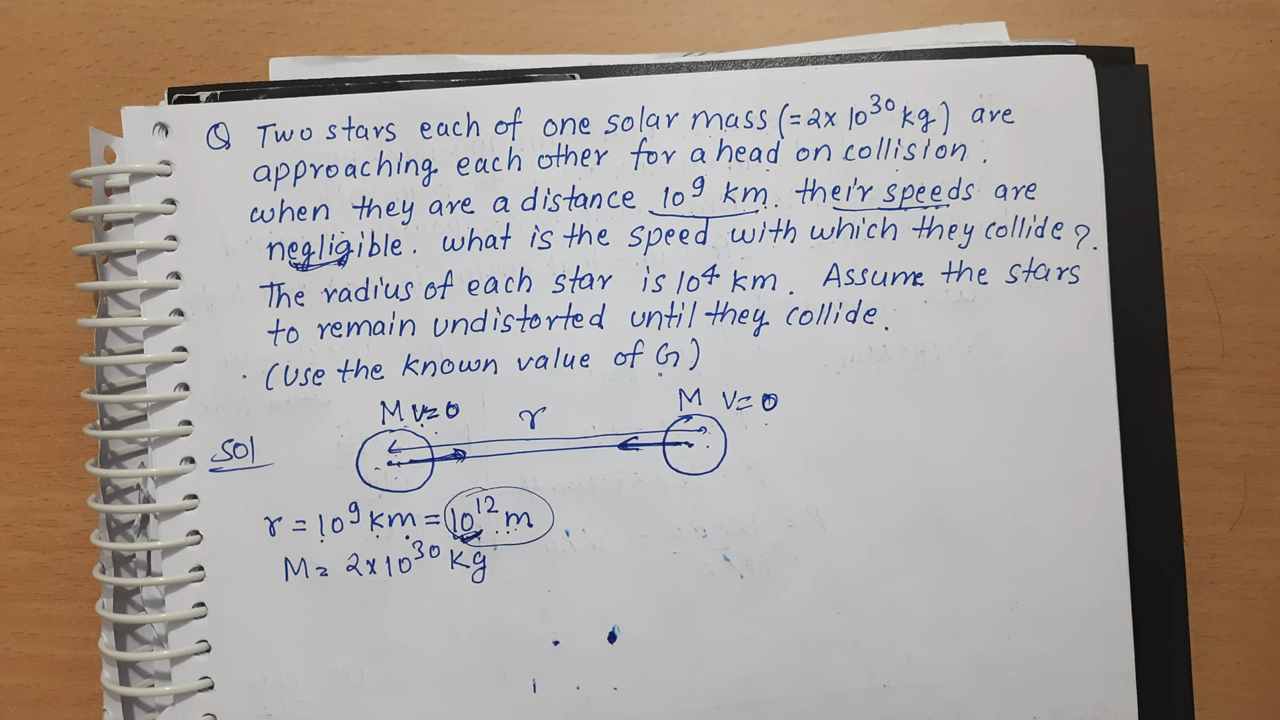 Q Two stars each of one solar mass (= 2x 10^30 kg) are
approaching each other for a head on collision.
when they are a distance 10^9 km. their speeds are
negligible. what is the speed with which they collide ?.
The radius of each star is 10^4 km. Assume the stars
to remain undistorted until they collide.
(Use the known value of G)
M V=0 r M V=0
Sol
r = 10^9 km = 10^12 m
M = 2x10^30 kg